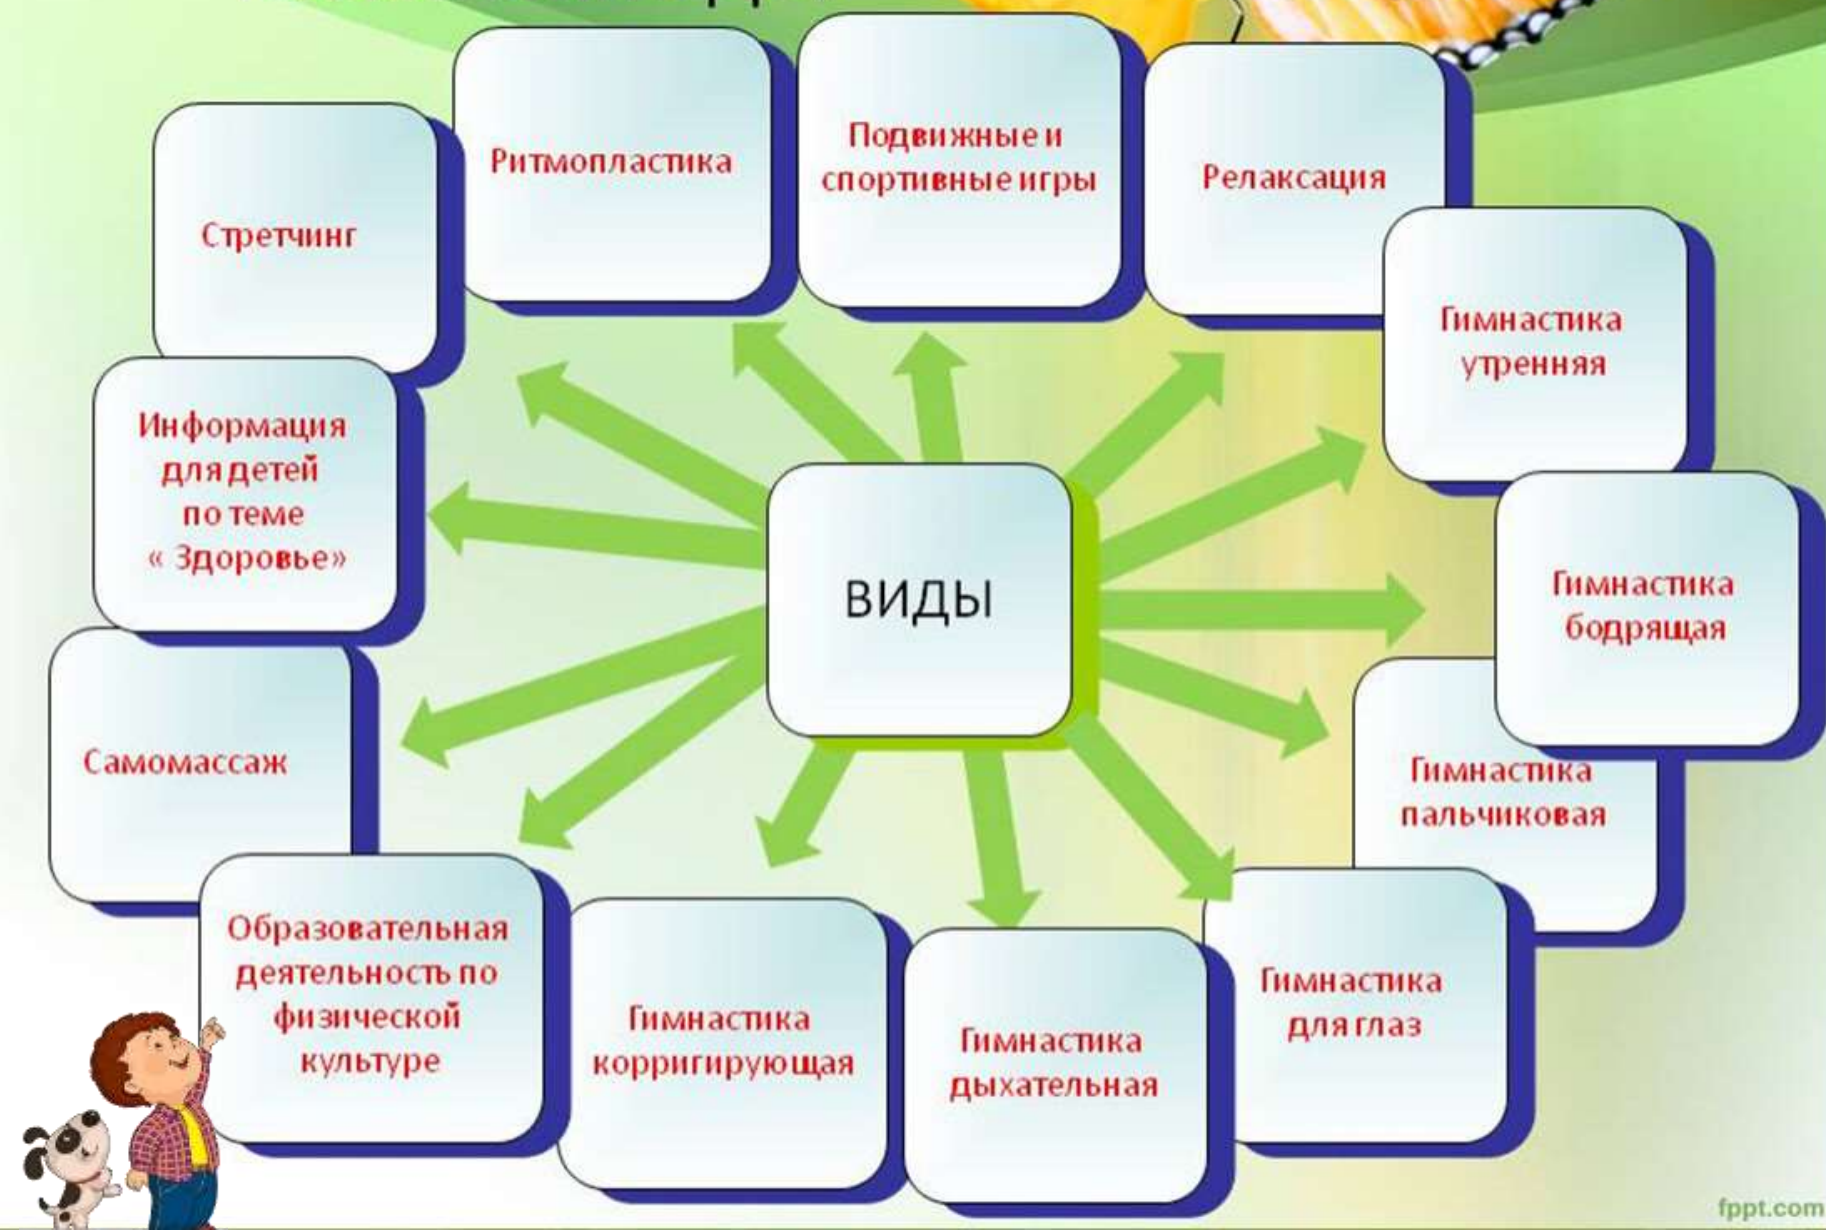 Ритмопластика
Подвижные и
спортивные игры
Релаксация
Стретчинг
Гимнастика
утренняя
Информация
для детей
по теме
« Здоровье»
ВИДЫ
Гимнастика
бодрящая
Самомассаж
Гимнастика
пальчиковая
Образовательная
деятельность по
физической
культуре
Гимнастика
корригирующая
Гимнастика
дыхательная
Гимнастика
для глаз
fppt.com